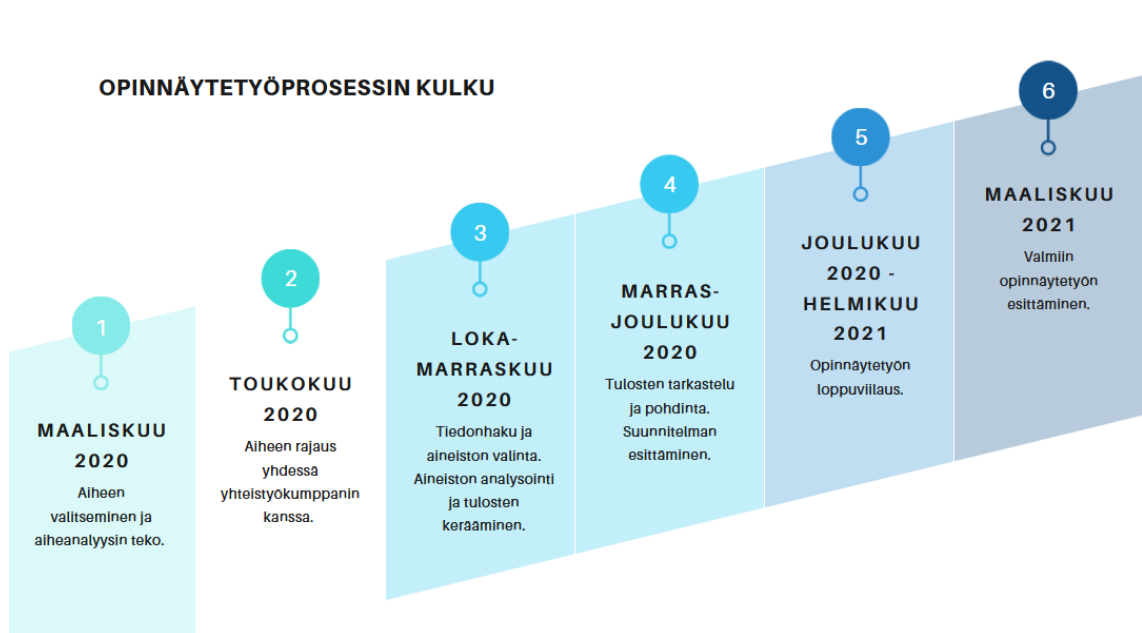 OPINNÄYTETYÖPROSESSIN KULKU
1
MAALISKUU
2020
Aiheen
valitseminen ja
aiheanalyysin teko.
2
TOUKOKUU
2020
Aiheen rajaus
yhdessä
yhteistyökumppanin
kanssa.
3
LOKA-
MARRASKUU
2020
Tiedonhaku ja
aineiston valinta.
Aineiston analysointi
ja tulosten
kerääminen.
4
MARRAS-
JOULUKUU
2020
Tulosten tarkastelu
ja pohdinta.
Suunnitelman
esittäminen.
5
JOULUKUU
2020 -
HELMIKUU
2021
Opinnäytetyön
loppuviilaus.
6
MAALISKUU
2021
Valmiin
opinnäytetyön
esittäminen.